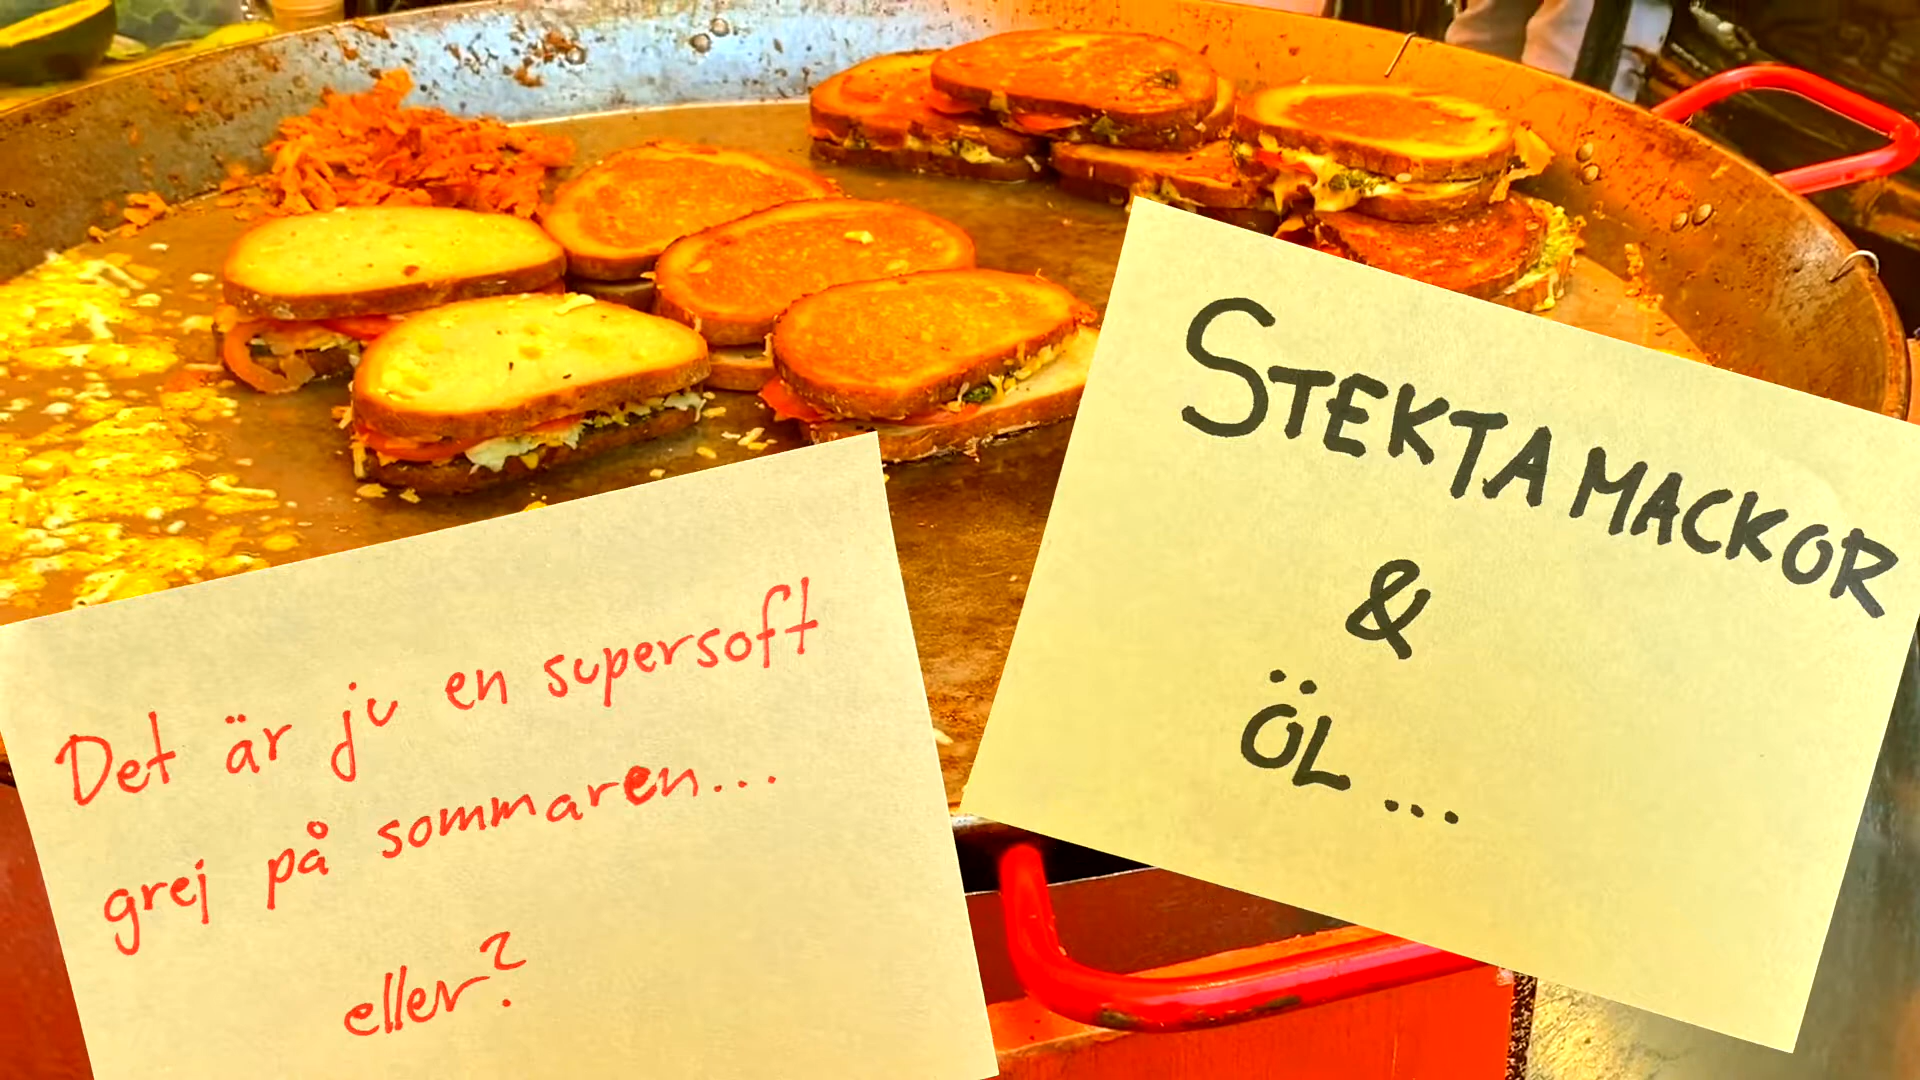 STEKTA MACKOR
&
ÖL...
Det är ju en supersoft
grej på sommaren...
eller?